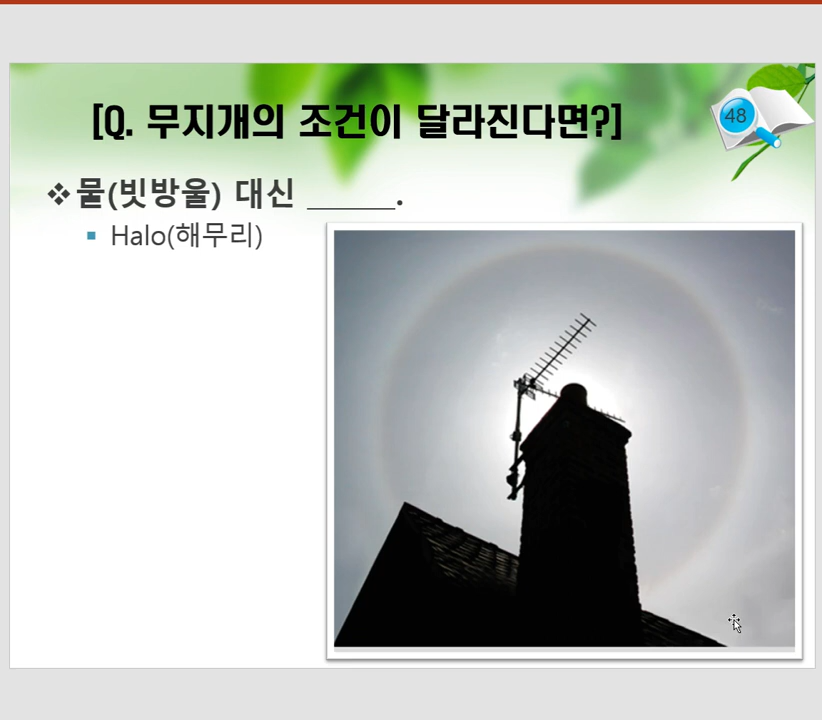 [Q. 무지개의 조건이 달라진다면?]
48
❖물(빗방울) 대신 ______.
▪ Halo(해무리)